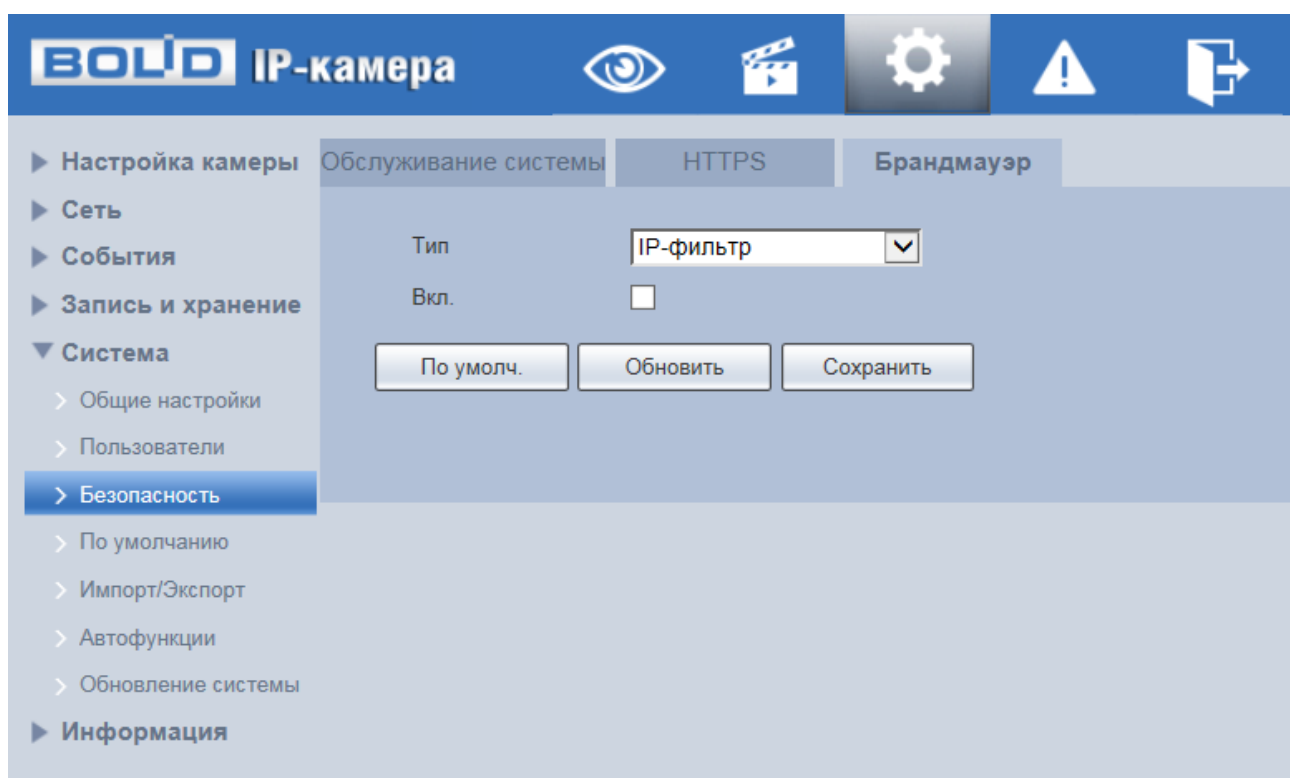 BOLID IP-камера
Обслуживание системы HTTPS Брандмауэр
Настройка камеры
Сеть
События
Запись и хранение
Система
Общие настройки
Пользователи
Безопасность
По умолчанию
Импорт/Экспорт
Автофункции
Обновление системы
Информация
Тип IP-фильтр
Вкл.
По умолч. Обновить Сохранить